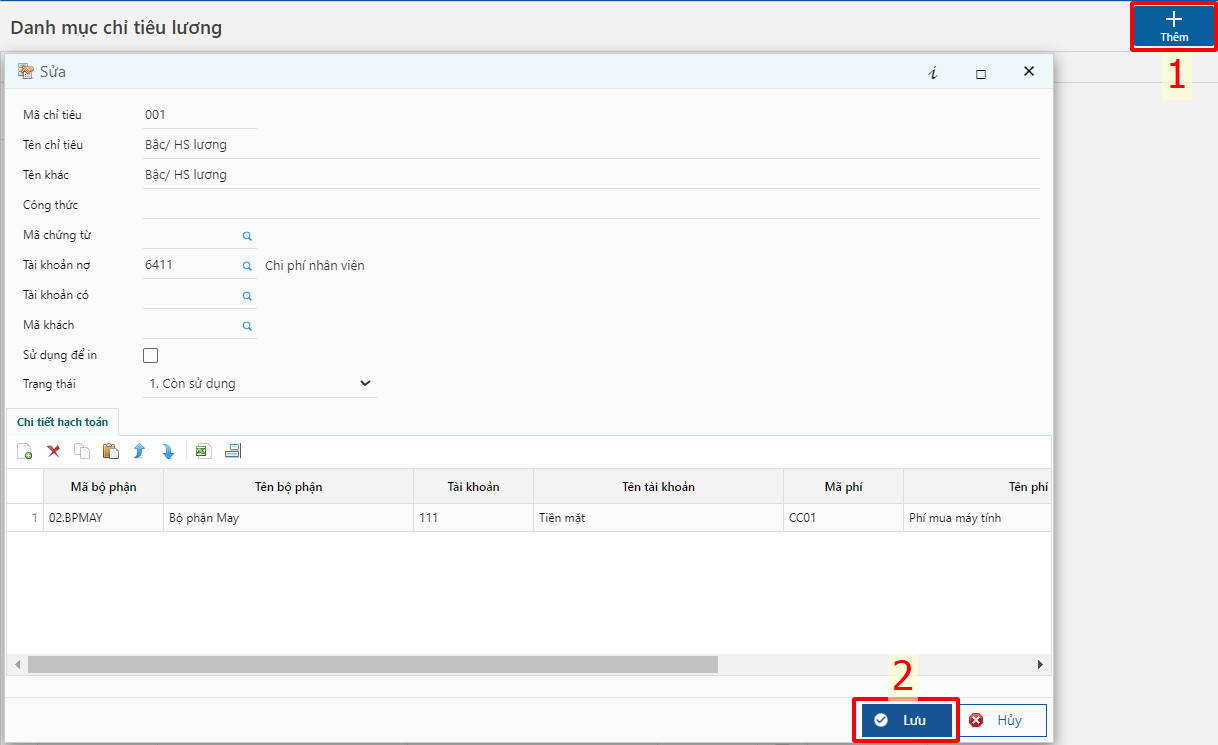 Danh mục chỉ tiêu lương
Thêm
1
Sửa
Mã chỉ tiêu 001
Tên chỉ tiêu Bậc/ HS lương
Tên khác Bậc/ HS lương
Công thức
Mã chứng từ
Tài khoản nợ 6411 Chi phí nhân viên
Tài khoản có
Mã khách
Sử dụng để in
Trạng thái 1. Còn sử dụng
Chi tiết hạch toán
Mã bộ phận Tên bộ phận Tài khoản Tên tài khoản Mã phí Tên phí
1 02.BPMAY Bộ phận May 111 Tiền mặt CC01 Phí mua máy tính
2
Lưu Hủy